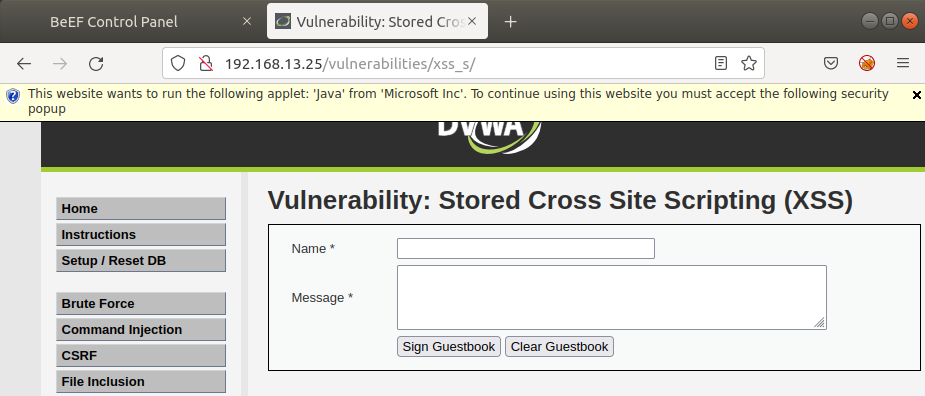 BeEF Control Panel
Vulnerability: Stored Cros
192.168.13.25/vulnerabilities/xss_s/
This website wants to run the following applet: 'Java' from 'Microsoft Inc'. To continue using this website you must accept the following security
popup
DVWA
Vulnerability: Stored Cross Site Scripting (XSS)
Home
Instructions
Setup / Reset DB
Brute Force
Command Injection
CSRF
File Inclusion
Name *
Message *
Sign Guestbook
Clear Guestbook